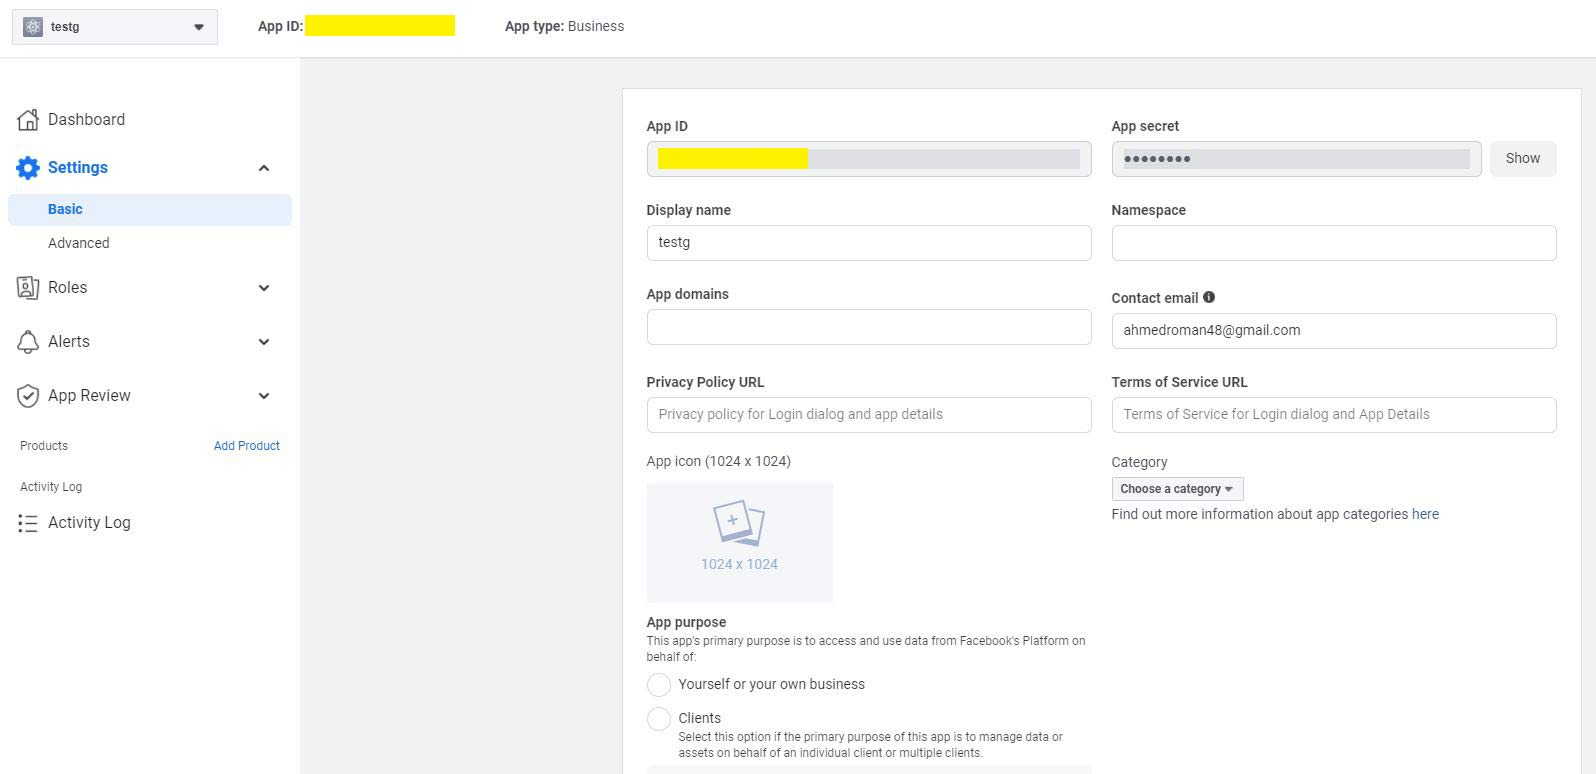 testg
App ID:
App type: Business
Dashboard
Settings
Basic
Advanced
Roles
Alerts
App Review
Products
Add Product
Activity Log
Activity Log
App ID
App secret
••••••••
Show
Display name
Namespace
testg
App domains
Contact email
ahmedroman48@gmail.com
Privacy Policy URL
Terms of Service URL
Privacy policy for Login dialog and app details
Terms of Service for Login dialog and App Details
App icon (1024 x 1024)
Category
Choose a category
Find out more information about app categories here
1024 x 1024
App purpose
This app's primary purpose is to access and use data from Facebook's Platform on
behalf of:
Yourself or your own business
Clients
Select this option if the primary purpose of this app is to manage data or
assets on behalf of an individual client or multiple clients.